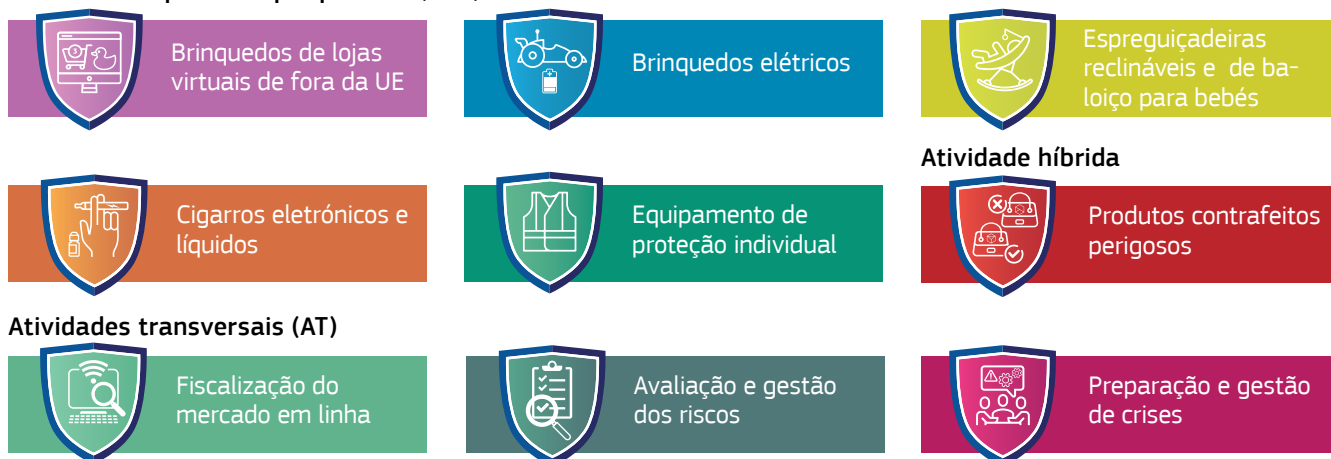 Brinquedos de lojas
virtuais de fora da UE
Brinquedos elétricos
Espreguiçadeiras
reclináveis e de ba-
loiço para bebés
Cigarros eletrónicos e
líquidos
Equipamento de
proteção individual
Atividade híbrida
Produtos contrafeitos
perigosos
Atividades transversais (AT)
Fiscalização do
mercado em linha
Avaliação e gestão
dos riscos
Preparação e gestão
de crises